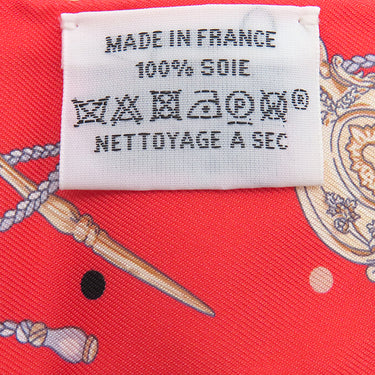 MADE IN FRANCE
100% SOIE
®
NETTOYAGE A SEC